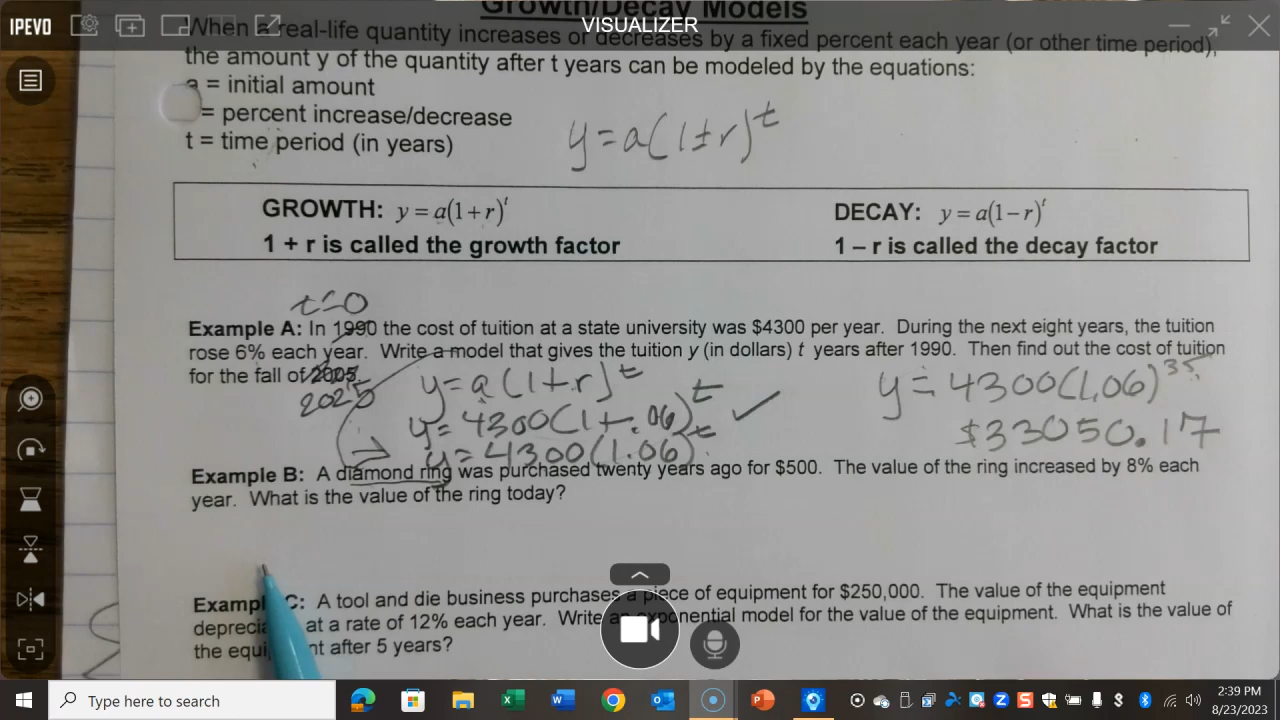 IPEVO
VISUALIZER
Growth/Decay Models
When a real-life quantity increases or decreases by a fixed percent each year (or other time period),
the amount y of the quantity after t years can be modeled by the equations:
a = initial amount
= percent increase/decrease
t = time period (in years)
y=a(1±r)^t
GROWTH: y = a(1+r)^t
1 + r is called the growth factor
DECAY: y = a(1−r)^t
1 – r is called the decay factor
t=0
Example A: In 1990 the cost of tuition at a state university was $4300 per year. During the next eight years, the tuition
rose 6% each year. Write a model that gives the tuition y (in dollars) t years after 1990. Then find out the cost of tuition
for the fall of 2005.
2025
y=a(1+r)^t
y=4300(1+.06)^t ✓
y=4300(1.06)^t
y=4300(1.06)^35
$33050.17
Example B: A diamond ring was purchased twenty years ago for $500. The value of the ring increased by 8% each
year. What is the value of the ring today?
Example C: A tool and die business purchases a piece of equipment for $250,000. The value of the equipment
depreciates at a rate of 12% each year. Write an exponential model for the value of the equipment. What is the value of
the equipment after 5 years?
Type here to search
2:39 PM
8/23/2023